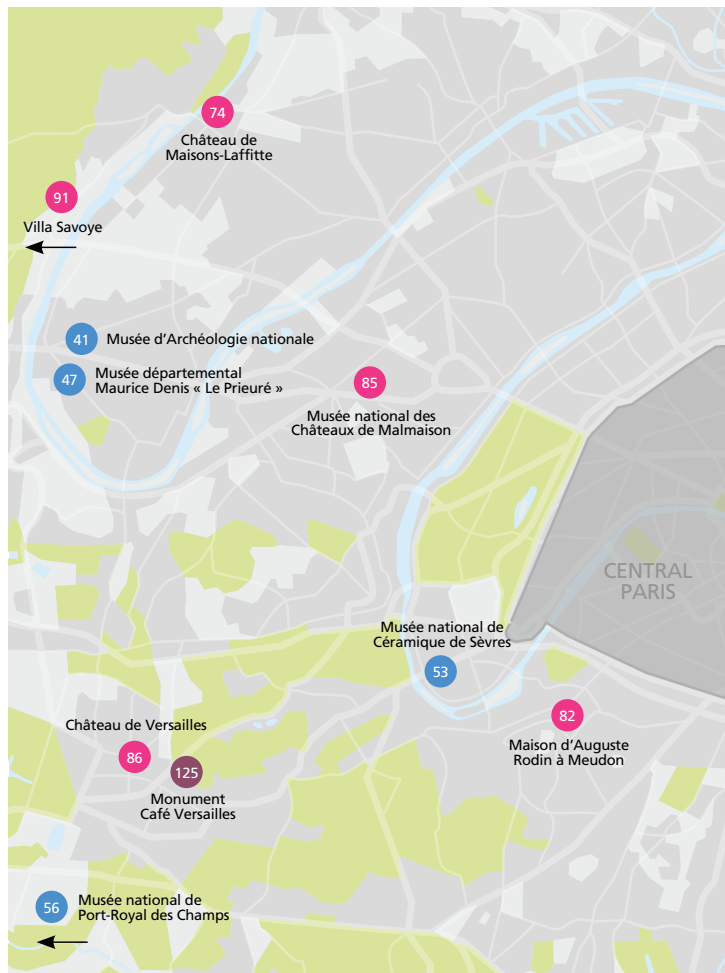 74
Château de
Maisons-Laffitte
91
Villa Savoye
41
Musée d'Archéologie nationale
47
Musée départemental
Maurice Denis « Le Prieuré »
85
Musée national des
Châteaux de Malmaison
CENTRAL
PARIS
Musée national de
Céramique de Sèvres
53
82
Maison d'Auguste
Rodin à Meudon
Château de Versailles
86
125
Monument
Café Versailles
56
Musée national de
Port-Royal des Champs